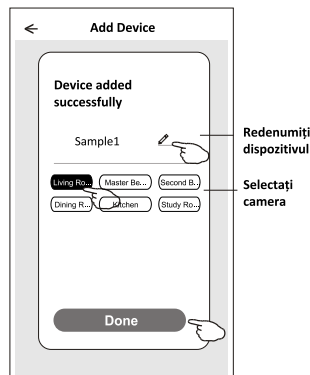 Add Device
Device added
successfully
Sample1
Redenumiți
dispozitivul
Living Ro...
Master Be...
Second B...
Selectați
camera
Dining R...
Kitchen
Study Ro...
Done